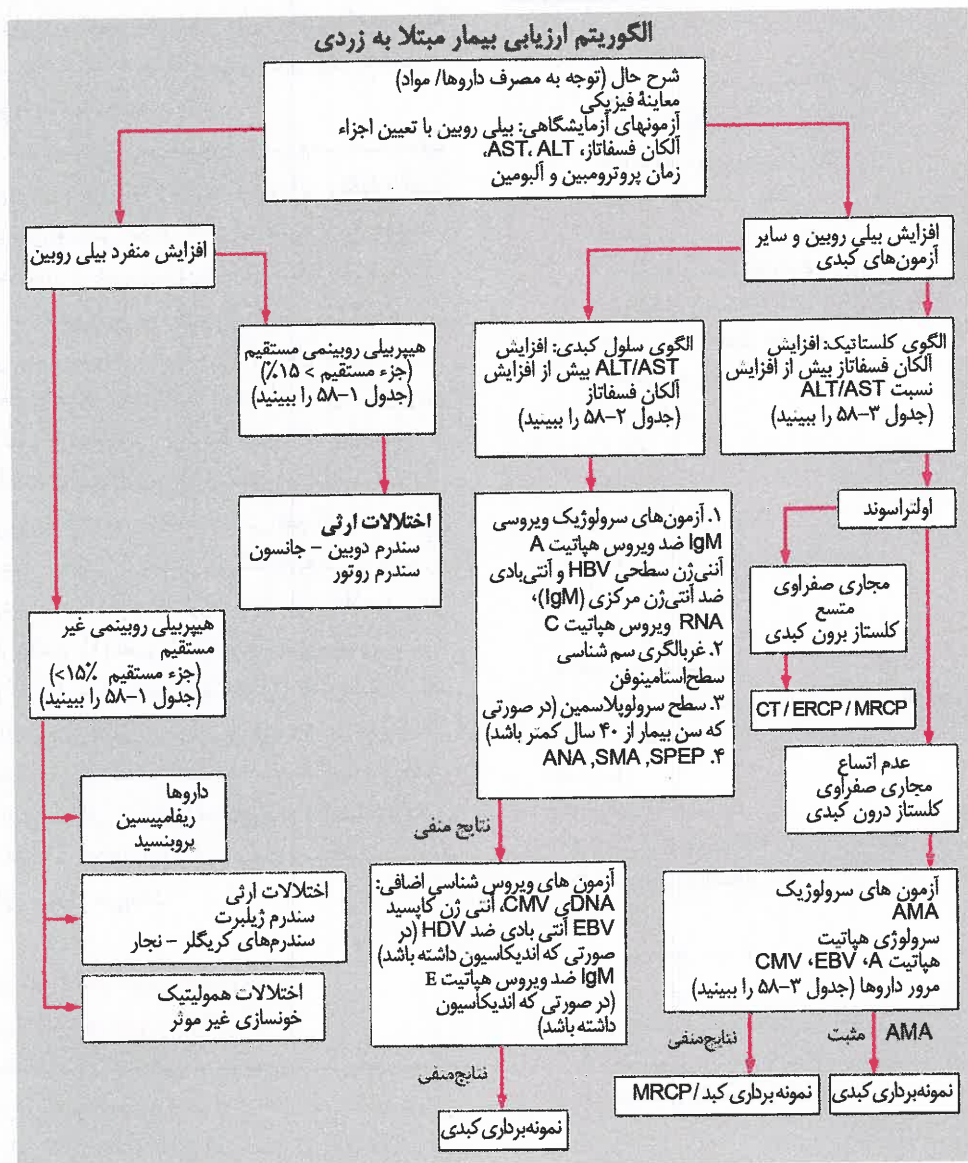 الگوریتم ارزیابی بیمار مبتلا به زردی
شرح حال (توجه به مصرف داروها/ مواد)
معاینهٔ فیزیکی
آزمونهای آزمایشگاهی: بیلی روبین با تعیین اجزاء
آلکان فسفاتاز، AST، ALT،
زمان پروترومبین و آلبومین
افزایش بیلی روبین و سایر
آزمون‌های کبدی
افزایش منفرد بیلی روبین
الگوی کلستاتیک: افزایش
آلکان فسفاتاز بیش از افزایش
نسبت ALT/AST
(جدول ۳-۵۸ را ببینید)
الگوی سلول کبدی: افزایش
ALT/AST بیش از افزایش
آلکان فسفاتاز
(جدول ۲-۵۸ را ببینید)
هیپربیلی روبینمی مستقیم
(جزء مستقیم > ۱۵٪)
(جدول ۱-۵۸ را ببینید)
اولتراسوند
مجاری صفراوی
متسع
کلستاز برون کبدی
CT / ERCP / MRCP
عدم اتساع
مجاری صفراوی
کلستاز درون کبدی
آزمون های سرولوژیک
AMA
سرولوژی هپاتیت
هپاتیت A، CMV ،EBV
مرور داروها (جدول ۳-۵۸ را ببینید)
AMA مثبت
نتایج منفی
نمونه‌برداری کبدی
نمونه‌برداری کبد / MRCP
۱. آزمون‌های سرولوژیک ویروسی
IgM ضد ویروس هپاتیت A
آنتی‌ژن سطحی HBV و آنتی‌بادی
ضد آنتی‌ژن مرکزی (IgM)،
RNA ویروس هپاتیت C
۲. غربالگری سم شناسی
سطح‌استامینوفن
۳. سطح سرولوپلاسمین (در صورتی
که سن بیمار از ۴۰ سال کمتر باشد)
۴. ANA ,SMA ,SPEP
نتایج منفی
آزمون های ویروس شناسی اضافی:
DNAی CMV، آنتی ژن کاپسید
EBV آنتی بادی ضد HDV (در
صورتی که اندیکاسیون داشته باشد)
IgM ضد ویروس هپاتیت E
(در صورتی که اندیکاسیون
داشته باشد)
نتایج‌منفی
نمونه‌برداری کبدی
اختلالات ارثی
سندرم دوبین – جانسون
سندرم روتور
هیپربیلی روبینمی غیر
مستقیم
(جزء مستقیم ۱۵٪>)
(جدول ۱-۵۸ را ببینید)
داروها
ریفامپیسین
پروبنسید
اختلالات ارثی
سندرم ژیلبرت
سندرم‌های کریگلر – نجار
اختلالات همولیتیک
خونسازی غیر موثر